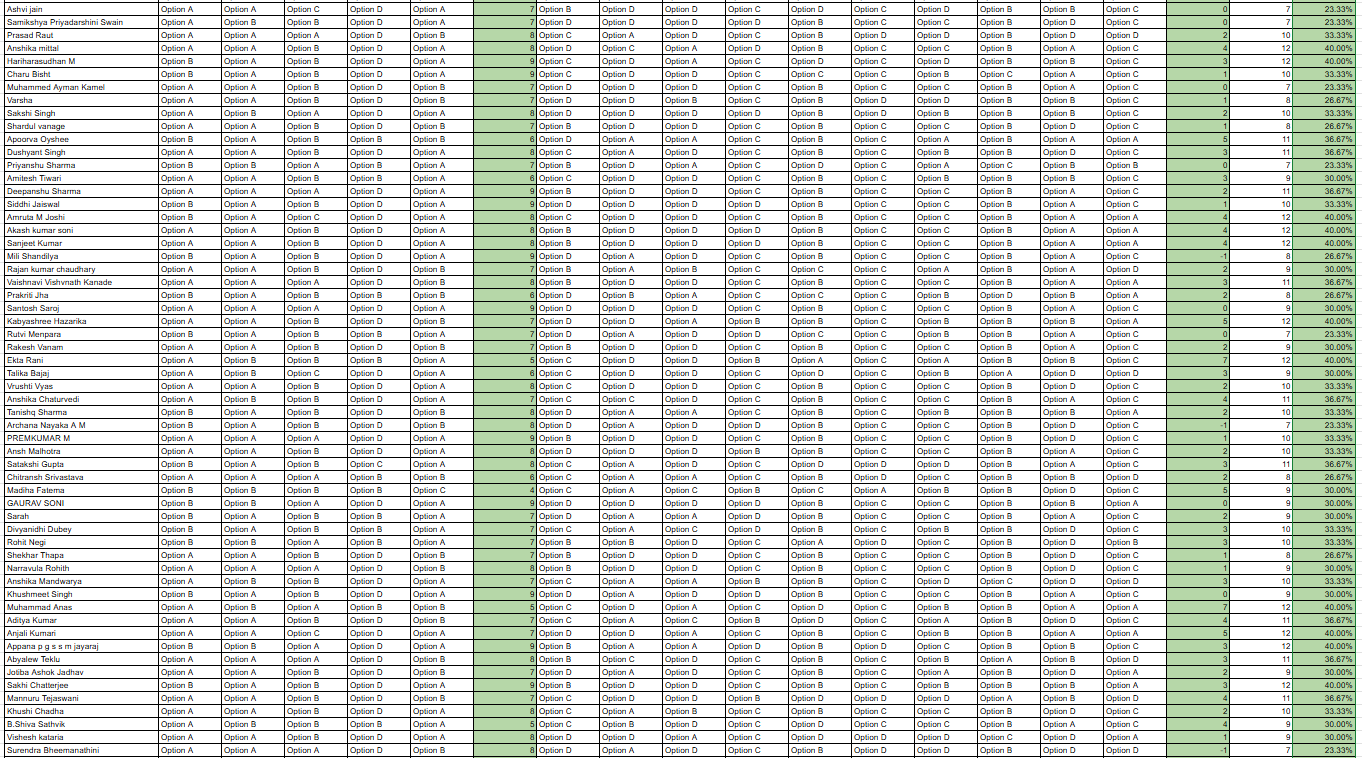 Ashvi jain Option A Option A Option C Option D Option A 7 Option B Option D Option D Option C Option D Option C Option D Option B Option B Option C 0 7 23.33%
Samikshya Priyadarshini Swain Option A Option A Option B Option D Option B 7 Option D Option D Option D Option C Option B Option C Option C Option B Option D Option C 0 7 23.33%
Prasad Raut Option A Option A Option A Option D Option B 8 Option C Option A Option D Option C Option B Option D Option D Option B Option D Option C 2 10 33.33%
Anshika mittal Option A Option A Option B Option D Option A 8 Option D Option C Option A Option D Option B Option C Option C Option B Option A Option C 4 12 40.00%
Hariharasudhan M Option B Option A Option B Option D Option A 9 Option C Option D Option A Option C Option D Option C Option D Option B Option D Option C 3 12 40.00%
Charu Bisht Option A Option A Option B Option D Option A 9 Option C Option D Option D Option C Option C Option C Option B Option C Option A Option C 1 10 33.33%
Muhammed Ayman Kamel Option A Option A Option B Option D Option B 7 Option D Option D Option D Option C Option B Option C Option D Option B Option A Option C 0 7 23.33%
Varsha Option A Option A Option B Option D Option B 7 Option D Option D Option B Option C Option B Option C Option D Option B Option B Option C 1 8 26.67%
Sakshi Singh Option A Option B Option A Option D Option A 8 Option D Option D Option D Option B Option B Option D Option D Option B Option B Option C 2 10 33.33%
Shardul vanage Option A Option A Option B Option D Option B 7 Option B Option A Option D Option C Option B Option C Option C Option B Option D Option C 1 8 26.67%
Apoorva Oyshee Option B Option A Option B Option B Option B 6 Option D Option A Option A Option C Option B Option C Option A Option B Option D Option A 5 11 36.67%
Dushyant Singh Option A Option A Option B Option D Option A 8 Option C Option A Option D Option C Option D Option C Option B Option B Option D Option C 3 11 36.67%
Priyanshu Sharma Option B Option B Option A Option D Option A 7 Option B Option A Option D Option C Option D Option C Option A Option C Option B Option B 0 7 23.33%
Amitesh Tiwari Option A Option A Option A Option B Option A 6 Option C Option D Option D Option C Option B Option C Option B Option B Option B Option C 3 9 30.00%
Deepanshu Sharma Option A Option A Option A Option D Option A 9 Option B Option D Option D Option C Option B Option C Option D Option B Option A Option C 2 11 36.67%
Siddhi Jaiswal Option B Option A Option B Option D Option A 9 Option D Option D Option D Option B Option C Option C Option C Option B Option A Option C 1 10 33.33%
Amruta M Joshi Option B Option A Option C Option D Option A 8 Option C Option D Option D Option C Option B Option C Option C Option B Option A Option A 4 12 40.00%
Akash kumar soni Option A Option A Option B Option D Option A 8 Option B Option D Option D Option D Option B Option C Option C Option B Option A Option A 4 12 40.00%
Sanjeet Kumar Option A Option A Option B Option D Option A 8 Option B Option D Option D Option D Option B Option C Option C Option B Option A Option A 4 12 40.00%
Mili Shandilya Option B Option A Option B Option D Option A 9 Option D Option A Option D Option C Option D Option C Option D Option B Option D Option C -1 8 26.67%
Rajan kumar chaudhary Option A Option A Option B Option D Option B 7 Option B Option A Option B Option C Option C Option C Option A Option B Option A Option D 2 9 30.00%
Vaishnavi Vishvnath Kanade Option A Option A Option A Option D Option B 8 Option B Option D Option A Option C Option D Option C Option D Option B Option A Option C 3 11 36.67%
Prakriti Jha Option B Option A Option B Option B Option B 6 Option D Option B Option A Option C Option C Option C Option B Option D Option B Option A 2 8 26.67%
Santosh Saroj Option A Option A Option A Option D Option A 9 Option D Option D Option D Option C Option B Option C Option C Option B Option D Option C 0 9 30.00%
Kabyashree Hazarika Option A Option A Option B Option D Option B 7 Option D Option D Option A Option B Option B Option C Option C Option B Option B Option A 5 12 40.00%
Rutvi Menpara Option B Option A Option B Option B Option A 7 Option D Option A Option D Option C Option D Option C Option B Option B Option A Option C 0 7 23.33%
Rakesh Vanam Option A Option A Option B Option D Option B 7 Option B Option D Option B Option C Option B Option C Option A Option B Option D Option C 2 9 30.00%
Ekta Rani Option A Option B Option B Option D Option B 5 Option C Option D Option D Option B Option A Option C Option A Option B Option B Option C 7 12 40.00%
Talika Bajaj Option A Option B Option C Option D Option A 6 Option C Option D Option D Option C Option D Option C Option B Option A Option D Option D 3 9 30.00%
Vrushti Vyas Option A Option A Option B Option D Option A 8 Option C Option D Option D Option C Option B Option C Option C Option B Option D Option C 2 10 33.33%
Anshika Chaturvedi Option A Option B Option B Option D Option A 7 Option C Option C Option D Option C Option B Option C Option C Option B Option D Option A 4 11 36.67%
Tanishq Sharma Option B Option A Option B Option D Option B 8 Option D Option A Option A Option C Option B Option C Option B Option B Option B Option A 2 10 33.33%
Archana Nayaka A M Option B Option B Option A Option D Option B 8 Option D Option A Option D Option D Option B Option C Option D Option B Option D Option C -1 7 23.33%
PREMKUMAR M Option A Option A Option A Option D Option A 9 Option B Option D Option D Option C Option B Option D Option C Option B Option D Option C 1 10 33.33%
Ansh Malhotra Option A Option A Option B Option D Option A 8 Option D Option D Option D Option B Option B Option C Option C Option B Option A Option C 2 10 33.33%
Satakshi Gupta Option B Option A Option B Option C Option A 8 Option C Option A Option D Option C Option D Option D Option C Option B Option A Option C 3 11 36.67%
Chitransh Srivastava Option A Option A Option A Option B Option B 6 Option C Option A Option A Option C Option B Option D Option C Option B Option D Option C 2 8 26.67%
Madiha Fatema Option B Option B Option B Option B Option C 4 Option C Option A Option C Option B Option C Option A Option B Option B Option D Option C 5 9 30.00%
GAURAV SONI Option B Option B Option A Option D Option A 9 Option D Option D Option D Option D Option B Option C Option D Option B Option A Option C 0 9 30.00%
Sarah Option B Option A Option B Option B Option A 7 Option D Option A Option A Option D Option D Option C Option C Option B Option A Option C 2 9 30.00%
Divyanidhi Dubey Option B Option A Option B Option B Option A 7 Option C Option A Option C Option C Option D Option C Option B Option B Option D Option C 3 10 33.33%
Rohit Negi Option B Option B Option A Option B Option A 7 Option B Option B Option D Option C Option A Option D Option C Option B Option D Option B 3 10 33.33%
Shekhar Thapa Option A Option A Option B Option D Option B 7 Option B Option D Option D Option C Option B Option C Option C Option B Option D Option C 1 8 26.67%
Narravula Rohith Option A Option A Option A Option D Option B 8 Option B Option D Option C Option C Option B Option C Option D Option B Option D Option C 1 9 30.00%
Anshika Mandwarya Option A Option B Option B Option D Option A 7 Option C Option A Option A Option B Option D Option C Option D Option C Option D Option D 3 10 33.33%
Khushmeet Singh Option B Option A Option B Option D Option A 9 Option D Option A Option D Option C Option D Option C Option C Option B Option A Option C 0 9 30.00%
Muhammad Anas Option A Option B Option A Option B Option B 5 Option C Option D Option A Option C Option D Option C Option B Option B Option A Option A 7 12 40.00%
Aditya Kumar Option A Option A Option B Option D Option B 7 Option C Option A Option C Option B Option D Option C Option D Option B Option A Option C 4 11 36.67%
Anjali Kumari Option A Option A Option C Option D Option B 7 Option D Option D Option A Option C Option B Option C Option B Option B Option A Option A 5 12 40.00%
Appana p g s s m jayaraj Option B Option B Option A Option D Option A 9 Option B Option A Option A Option D Option B Option C Option D Option B Option D Option C 3 12 40.00%
Abyalew Teklu Option A Option A Option A Option D Option B 8 Option B Option C Option D Option C Option D Option C Option B Option A Option B Option D 3 11 36.67%
Jotiba Ashok Jadhav Option A Option A Option B Option D Option B 7 Option D Option A Option D Option C Option B Option C Option A Option B Option B Option C 2 9 30.00%
Sakhi Chatterjee Option B Option A Option B Option D Option A 9 Option B Option D Option D Option B Option D Option C Option D Option B Option B Option C 3 12 40.00%
Mannuru Tejaswani Option A Option A Option B Option D Option B 7 Option C Option D Option D Option C Option B Option D Option B Option A Option B Option D 4 11 36.67%
Khushi Chadha Option A Option A Option B Option D Option A 8 Option C Option A Option B Option C Option D Option C Option C Option B Option D Option C 2 10 33.33%
B.Shiva Sathvik Option A Option B Option B Option D Option B 5 Option C Option B Option D Option C Option D Option C Option C Option B Option A Option C 4 9 30.00%
Vishesh kataria Option A Option A Option B Option D Option A 8 Option D Option D Option A Option C Option D Option D Option D Option C Option D Option A 1 9 30.00%
Surendra Bheemanathini Option A Option A Option A Option D Option B 8 Option D Option A Option D Option C Option B Option D Option D Option B Option D Option D -1 7 23.33%